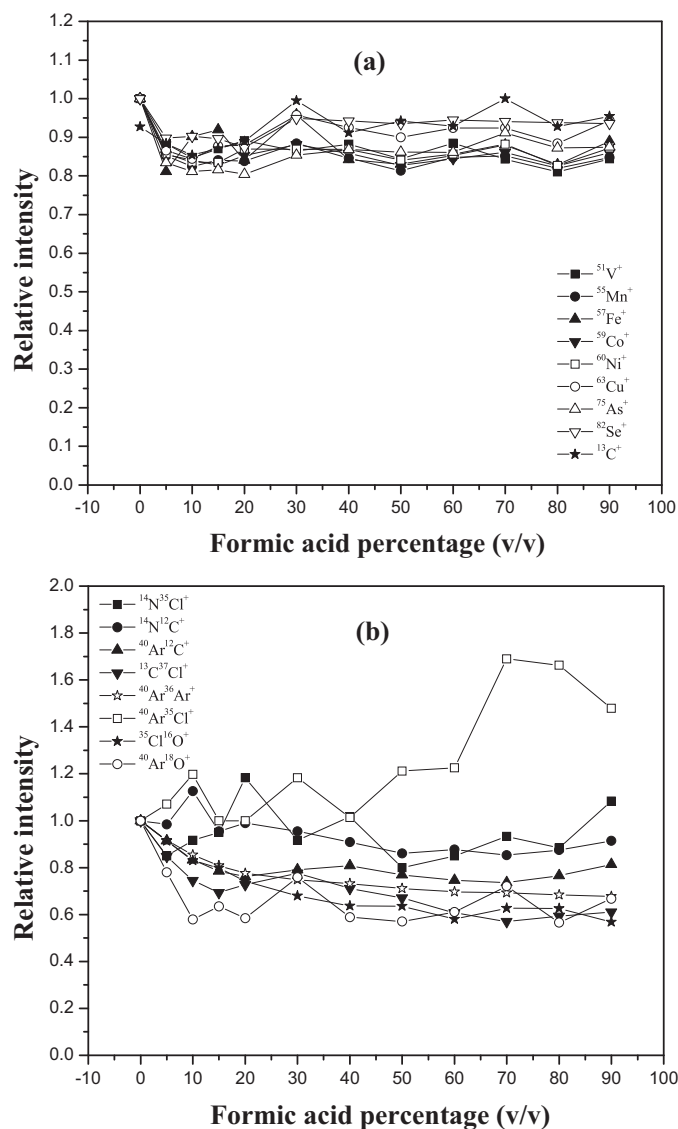 1.2
1.1
1.0
0.9
0.8
0.7
0.6
0.5
0.4
0.3
0.2
0.1
0.0
Relative intensity
(a)
⁵¹V⁺
⁵⁵Mn⁺
⁵⁷Fe⁺
⁵⁹Co⁺
⁶⁰Ni⁺
⁶³Cu⁺
⁷⁵As⁺
⁸²Se⁺
¹³C⁺
-10 0 10 20 30 40 50 60 70 80 90 100
Formic acid percentage (v/v)
2.0
1.8
1.6
1.4
1.2
1.0
0.8
0.6
0.4
0.2
0.0
Relative intensity
(b)
¹⁴N³⁵Cl⁺
¹⁴N¹²C⁺
⁴⁰Ar¹²C⁺
¹³C³⁷Cl⁺
⁴⁰Ar³⁶Ar⁺
⁴⁰Ar³⁵Cl⁺
³⁵Cl¹⁶O⁺
⁴⁰Ar¹⁸O⁺
-10 0 10 20 30 40 50 60 70 80 90 100
Formic acid percentage (v/v)